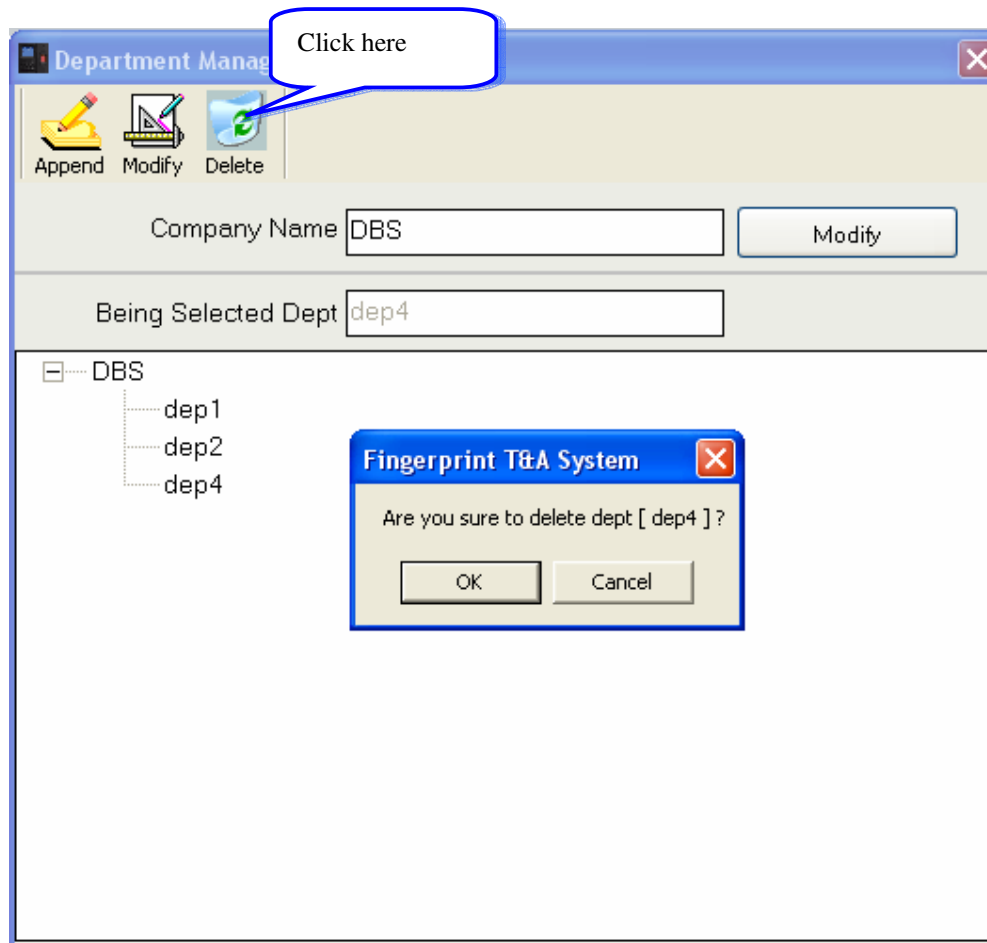 Click here
Department Manag
Append Modify Delete
Company Name DBS Modify
Being Selected Dept dep4
DBS
dep1
dep2
dep4
Fingerprint T&A System
Are you sure to delete dept [ dep4 ] ?
OK Cancel